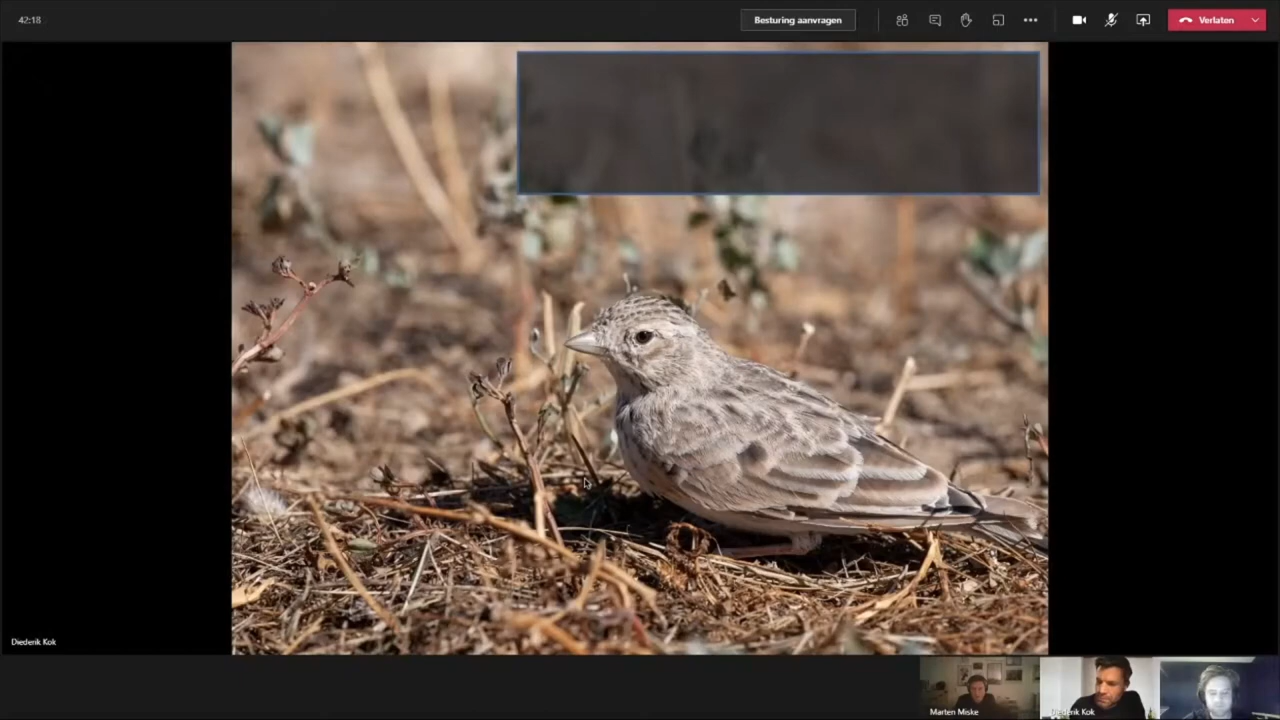 42:18
Besturing aanvragen
Verlaten
Diederik Kok
Marten Miske
Diederik Kok